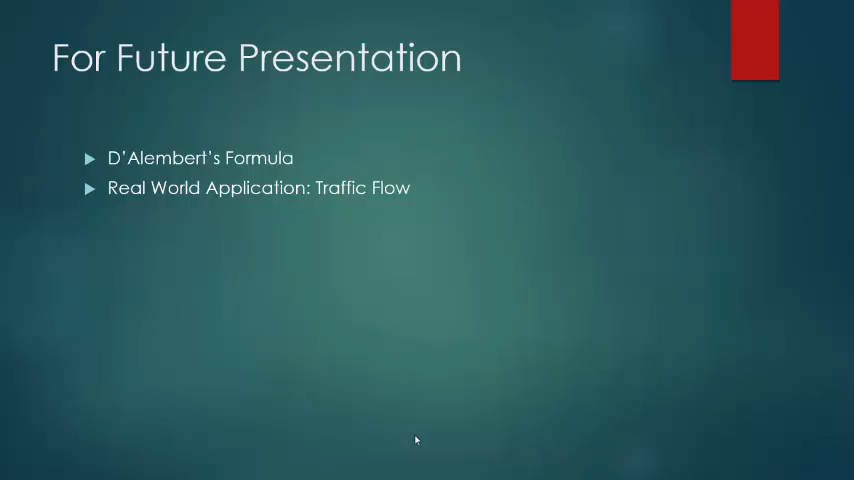 For Future Presentation
D'Alembert's Formula
Real World Application: Traffic Flow